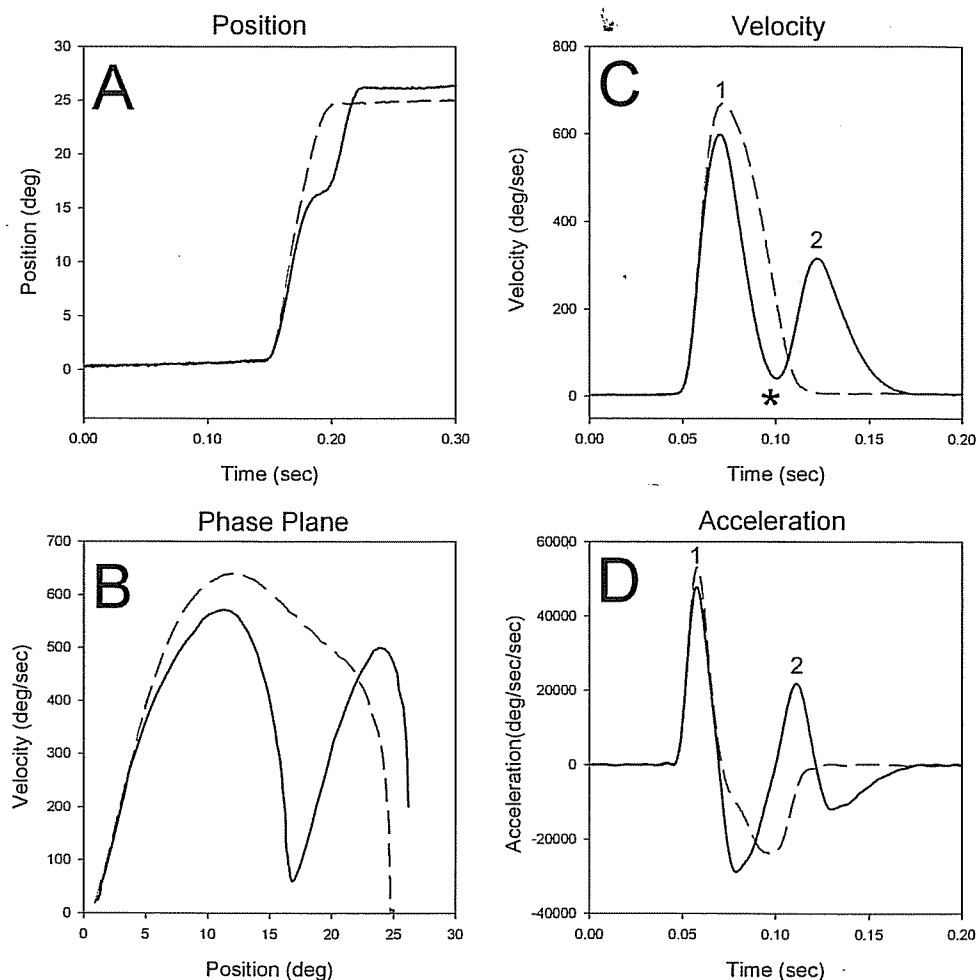 Position
A
30
25
20
15
10
5
0
Position (deg)
0.00 0.10 0.20 0.30
Time (sec)
Velocity
C
800
600
400
200
0
Velocity (deg/sec)
1
2
*
0.00 0.05 0.10 0.15 0.20
Time (sec)
Phase Plane
B
700
600
500
400
300
200
100
0
Velocity (deg/sec)
0 5 10 15 20 25 30
Position (deg)
Acceleration
D
60000
40000
20000
0
-20000
-40000
Acceleration(deg/sec/sec)
1
2
0.00 0.05 0.10 0.15 0.20
Time (sec)